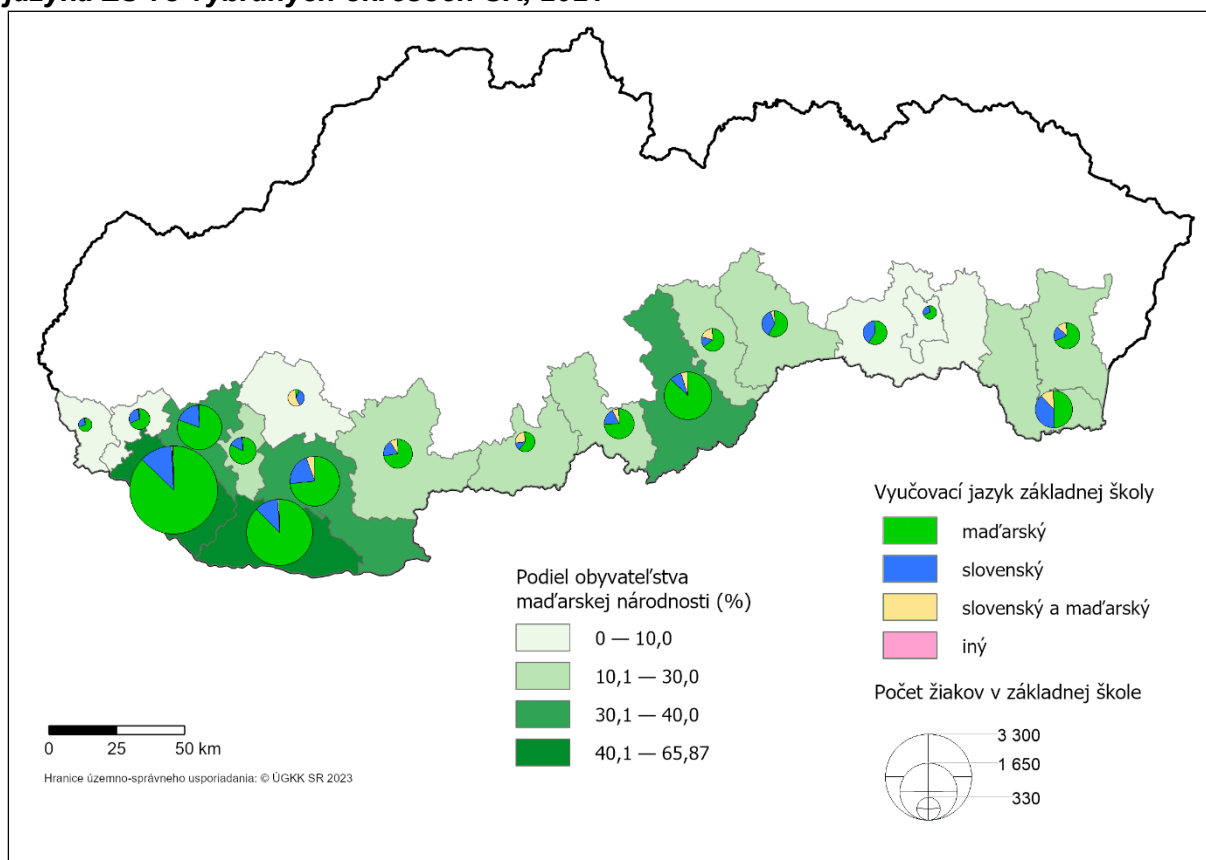 Vyučovací jazyk základnej školy
maďarský
slovenský
slovenský a maďarský
iný
Počet žiakov v základnej škole
3 300
1 650
330
Podiel obyvateľstva
maďarskej národnosti (%)
0 — 10,0
10,1 — 30,0
30,1 — 40,0
40,1 — 65,87
0 25 50 km
Hranice územno-správneho usporiadania: © ÚGKK SR 2023